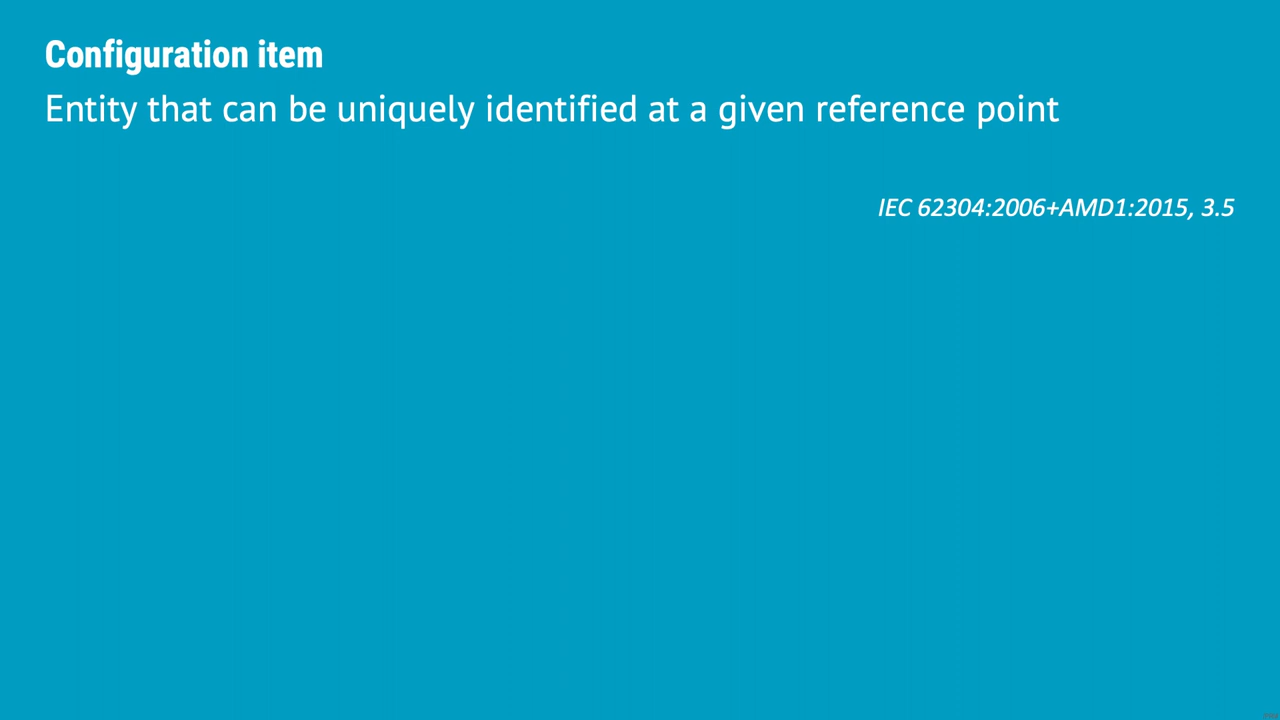 Configuration item
Entity that can be uniquely identified at a given reference point
IEC 62304:2006+AMD1:2015, 3.5